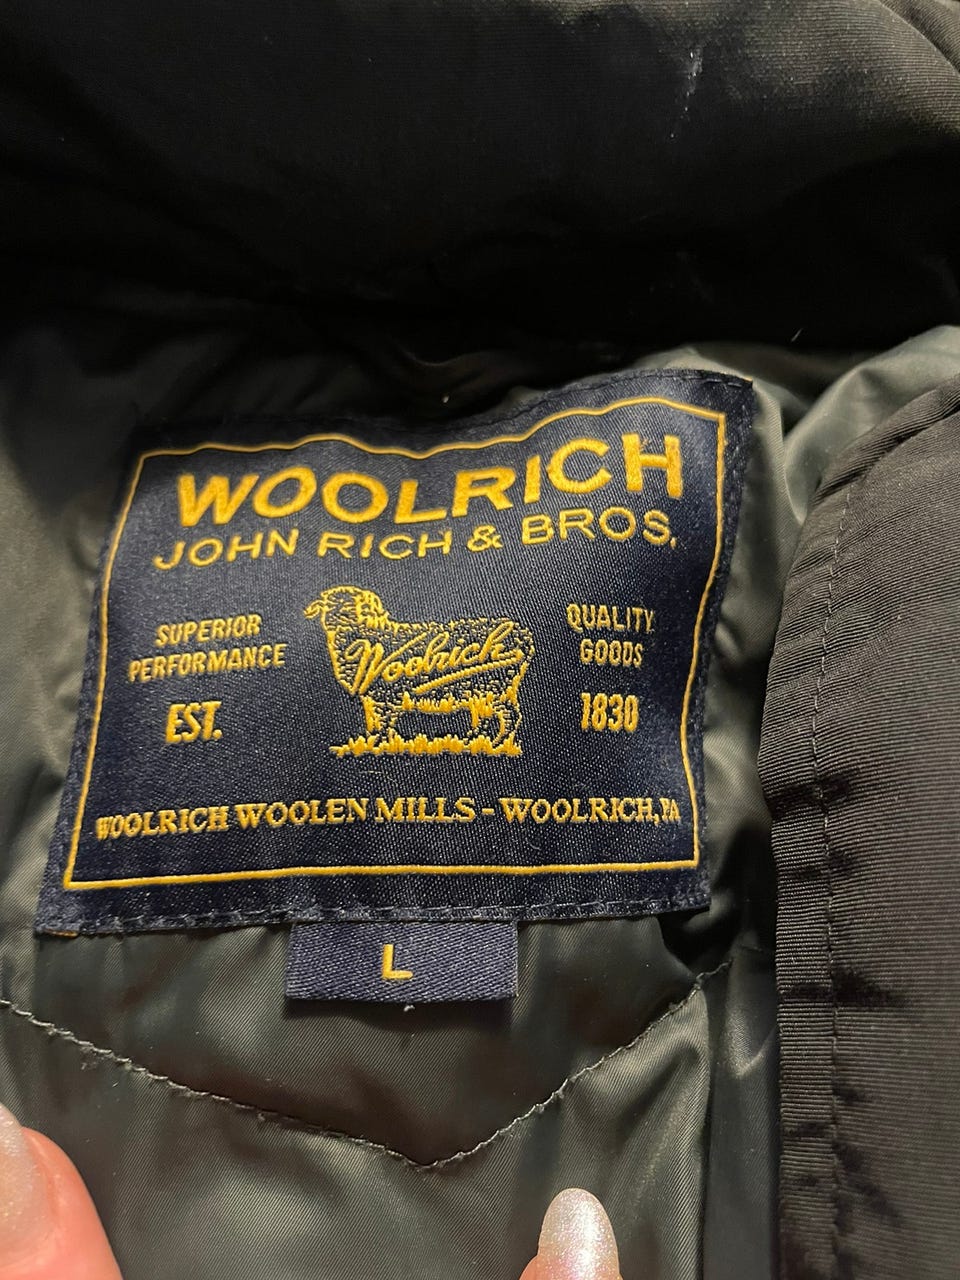 WOOLRICH
JOHN RICH & BROS.
SUPERIOR
PERFORMANCE
EST.
Woolrich
QUALITY
GOODS
1830
WOOLRICH WOOLEN MILLS - WOOLRICH, PA
L